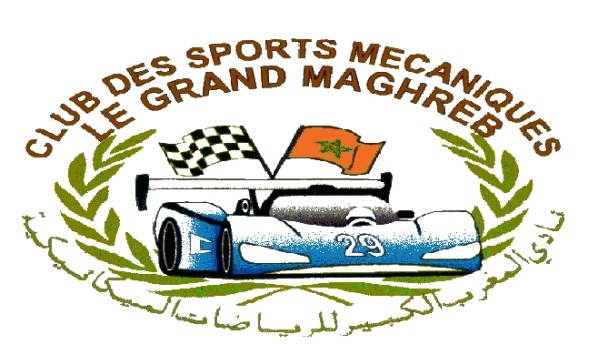 CLUB DES SPORTS MECANIQUES
LE GRAND MAGHREB
29
نادي المغرب الكبير للرياضات الميكانيكية